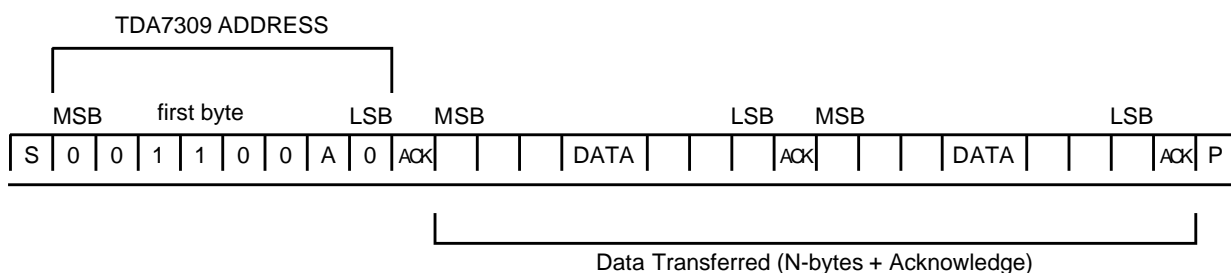 TDA7309 ADDRESS
MSB first byte LSB MSB LSB MSB LSB
S 0 0 1 1 0 0 A 0 ACK DATA ACK DATA ACK P
Data Transferred (N-bytes + Acknowledge)